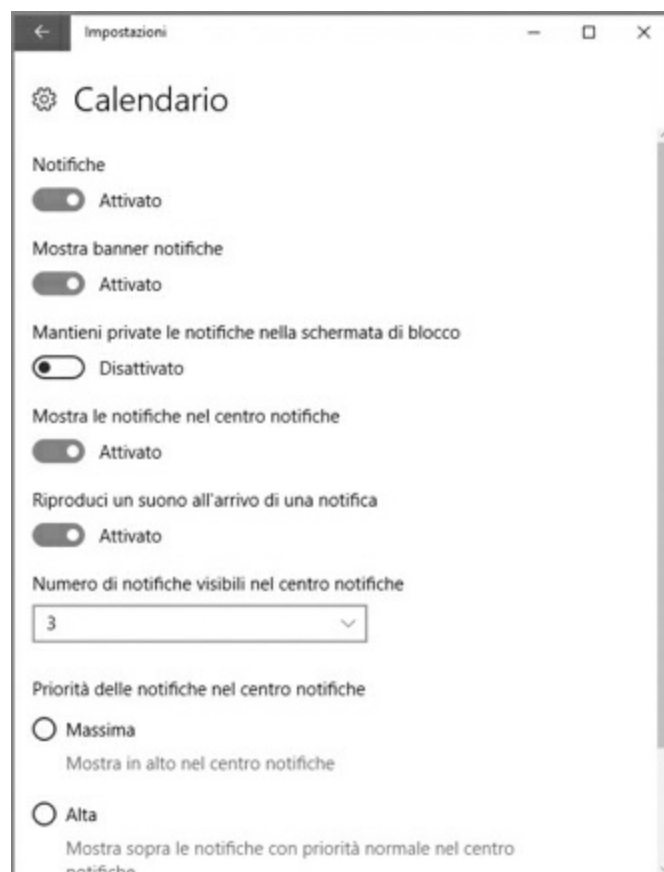 Impostazioni
Calendario
Notifiche
Attivato
Mostra banner notifiche
Attivato
Mantieni private le notifiche nella schermata di blocco
Disattivato
Mostra le notifiche nel centro notifiche
Attivato
Riproduci un suono all'arrivo di una notifica
Attivato
Numero di notifiche visibili nel centro notifiche
3
Priorità delle notifiche nel centro notifiche
Massima
Mostra in alto nel centro notifiche
Alta
Mostra sopra le notifiche con priorità normale nel centro
notifiche